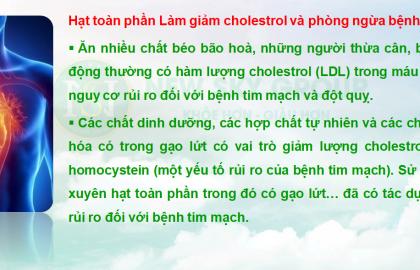 Hạt toàn phần Làm giảm cholestrol và phòng ngừa bệnh
▪ Ăn nhiều chất béo bão hoà, những người thừa cân,
động thường có hàm lượng cholestrol (LDL) trong máu
nguy cơ rủi ro đối với bệnh tim mạch và đột quỵ.
▪ Các chất dinh dưỡng, các hợp chất tự nhiên và các
hóa có trong gạo lứt có vai trò giảm lượng cholestro
homocystein (một yếu tố rủi ro của bệnh tim mạch). Sử
xuyên hạt toàn phần trong đó có gạo lứt… đã có tác
rủi ro đối với bệnh tim mạch.